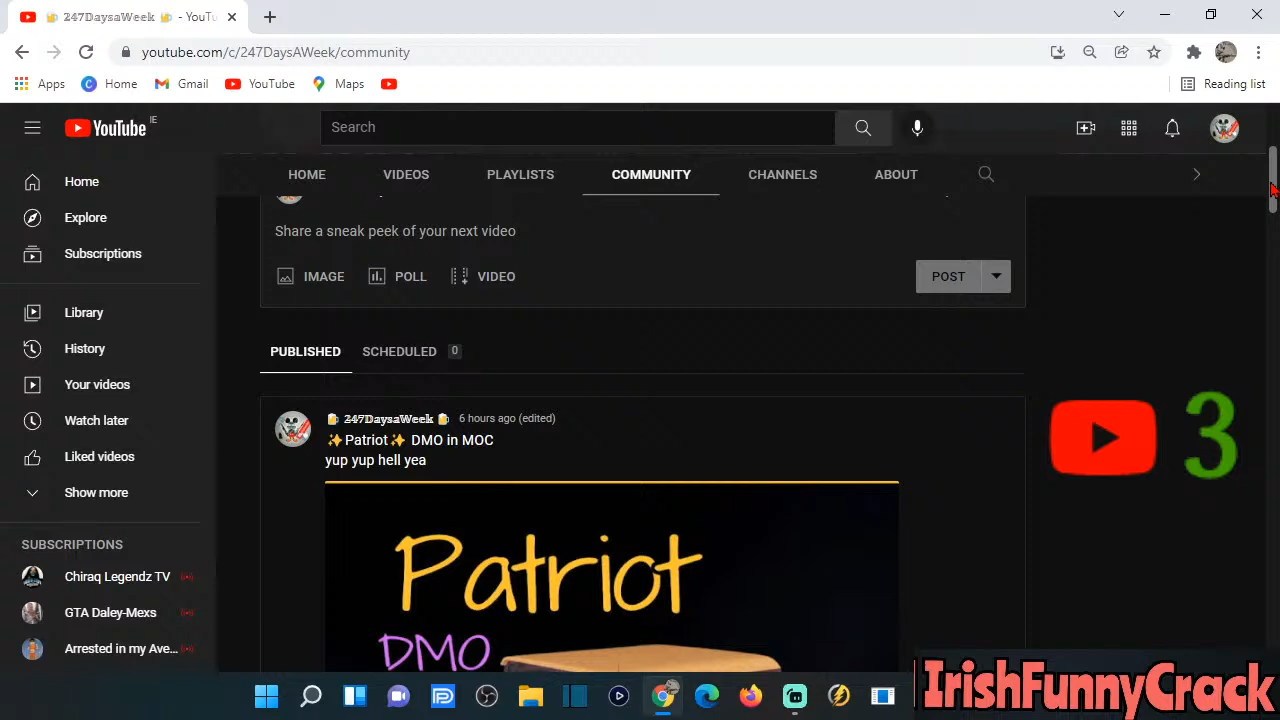 🍺 𝟚𝟜𝟟𝔻𝕒𝕪𝕤𝕒𝕎𝕖𝕖𝕜 🍺 - YouTu
youtube.com/c/247DaysAWeek/community
Apps
Home
Gmail
YouTube
Maps
Reading list
YouTube IE
Search
HOME
VIDEOS
PLAYLISTS
COMMUNITY
CHANNELS
ABOUT
Home
Explore
Subscriptions
Library
History
Your videos
Watch later
Liked videos
Show more
SUBSCRIPTIONS
Chiraq Legendz TV
GTA Daley-Mexs
Arrested in my Ave...
Share a sneak peek of your next video
IMAGE
POLL
VIDEO
POST
PUBLISHED
SCHEDULED 0
🍺 𝟚𝟜𝟟𝔻𝕒𝕪𝕤𝕒𝕎𝕖𝕖𝕜 🍺 6 hours ago (edited)
✨Patriot✨ DMO in MOC
yup yup hell yea
Patriot
DMO
3
IrishFunnyCrack